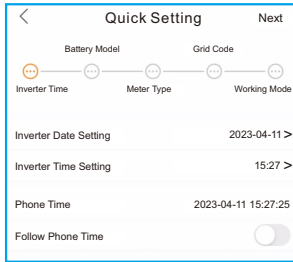 Quick Setting Next
Battery Model Grid Code
Inverter Time Meter Type Working Mode
Inverter Date Setting 2023-04-11 >
Inverter Time Setting 15:27 >
Phone Time 2023-04-11 15:27:25
Follow Phone Time